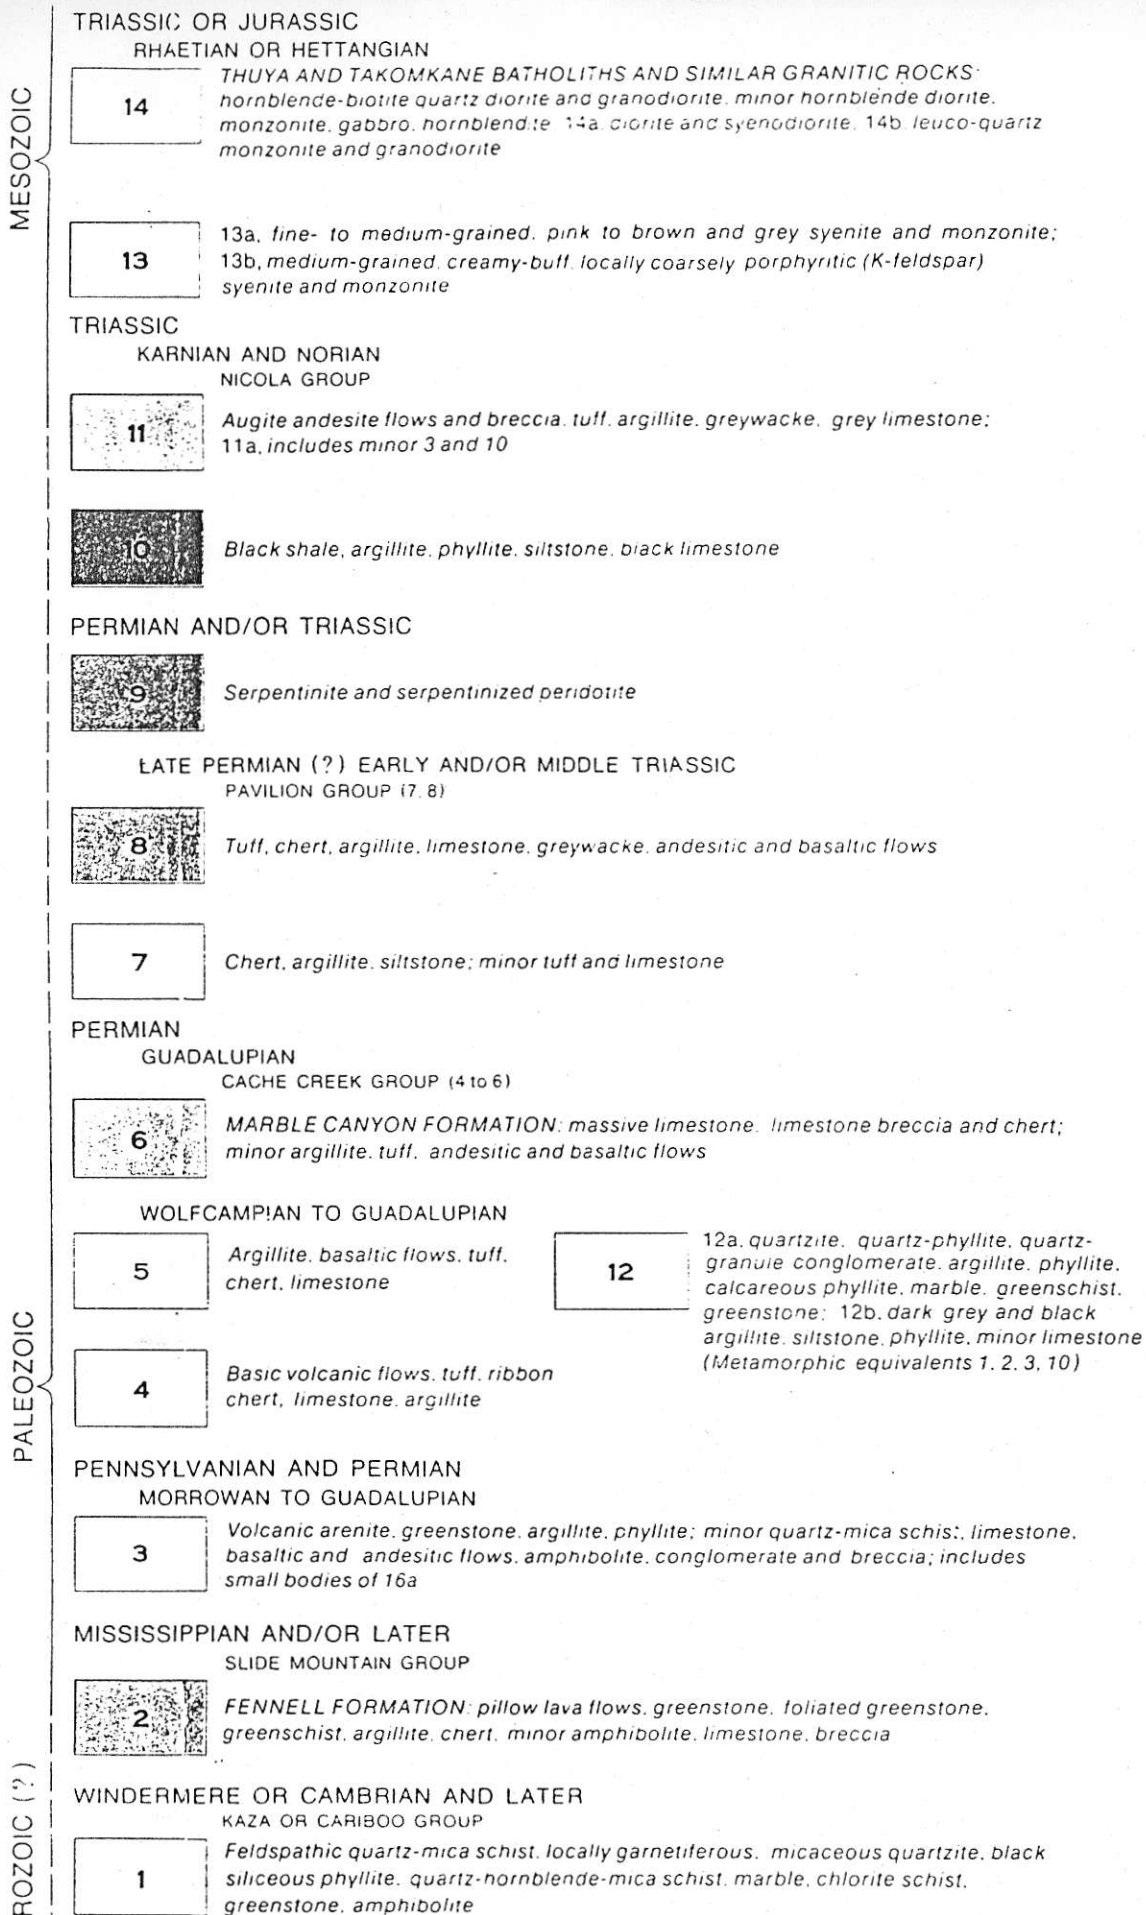 TRIASSIC OR JURASSIC
RHAETIAN OR HETTANGIAN
14
THUYA AND TAKOMKANE BATHOLITHS AND SIMILAR GRANITIC ROCKS:
hornblende-biotite quartz diorite and granodiorite, minor hornblende diorite,
monzonite, gabbro, hornblendite 14a, diorite and syenodiorite, 14b, leuco-quartz
monzonite and granodiorite
MESOZOIC
13
13a, fine- to medium-grained, pink to brown and grey syenite and monzonite;
13b, medium-grained, creamy-buff, locally coarsely porphyritic (K-feldspar)
syenite and monzonite
TRIASSIC
KARNIAN AND NORIAN
NICOLA GROUP
11
Augite andesite flows and breccia, tuff, argillite, greywacke, grey limestone;
11a, includes minor 3 and 10
10
Black shale, argillite, phyllite, siltstone, black limestone
PERMIAN AND/OR TRIASSIC
9
Serpentinite and serpentinized peridotite
LATE PERMIAN (?) EARLY AND/OR MIDDLE TRIASSIC
PAVILION GROUP (7, 8)
8
Tuff, chert, argillite, limestone, greywacke, andesitic and basaltic flows
7
Chert, argillite, siltstone; minor tuff and limestone
PERMIAN
GUADALUPIAN
CACHE CREEK GROUP (4 to 6)
6
MARBLE CANYON FORMATION: massive limestone, limestone breccia and chert;
minor argillite, tuff, andesitic and basaltic flows
WOLFCAMPIAN TO GUADALUPIAN
5
Argillite, basaltic flows, tuff,
chert, limestone
12
12a, quartzite, quartz-phyllite, quartz-
granule conglomerate, argillite, phyllite,
calcareous phyllite, marble, greenschist,
greenstone; 12b, dark grey and black
argillite, siltstone, phyllite, minor limestone
(Metamorphic equivalents 1, 2, 3, 10)
PALEOZOIC
4
Basic volcanic flows, tuff, ribbon
chert, limestone, argillite
PENNSYLVANIAN AND PERMIAN
MORROWAN TO GUADALUPIAN
3
Volcanic arenite, greenstone, argillite, phyllite; minor quartz-mica schist, limestone,
basaltic and andesitic flows, amphibolite, conglomerate and breccia; includes
small bodies of 16a
MISSISSIPPIAN AND/OR LATER
SLIDE MOUNTAIN GROUP
2
FENNELL FORMATION: pillow lava flows, greenstone, foliated greenstone,
greenschist, argillite, chert, minor amphibolite, limestone, breccia
WINDERMERE OR CAMBRIAN AND LATER
KAZA OR CARIBOO GROUP
1
Feldspathic quartz-mica schist, locally garnetiferous, micaceous quartzite, black
siliceous phyllite, quartz-hornblende-mica schist, marble, chlorite schist,
greenstone, amphibolite
ROZOIC (?)